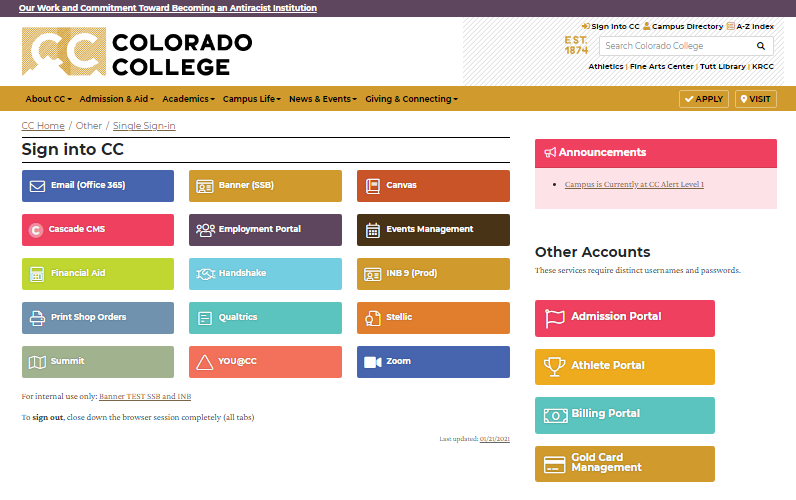 Our Work and Commitment Toward Becoming an Antiracist Institution
CC
COLORADO
COLLEGE
Sign Into CC Campus Directory A-Z Index
EST.
1874
Search Colorado College
Athletics | Fine Arts Center | Tutt Library | KRCC
About CC Admission & Aid Academics Campus Life News & Events Giving & Connecting APPLY VISIT
CC Home / Other / Single Sign-in
Sign into CC
Email (Office 365) Banner (SSB) Canvas
C Cascade CMS Employment Portal Events Management
Financial Aid Handshake INB 9 (Prod)
Print Shop Orders Qualtrics Stellic
Summit YOU@CC Zoom
For internal use only: Banner TEST SSB and INB
To sign out, close down the browser session completely (all tabs)
Last updated: 01/21/2021
Announcements
Campus is Currently at CC Alert Level 1
Other Accounts
These services require distinct usernames and passwords.
Admission Portal
Athlete Portal
Billing Portal
Gold Card
Management